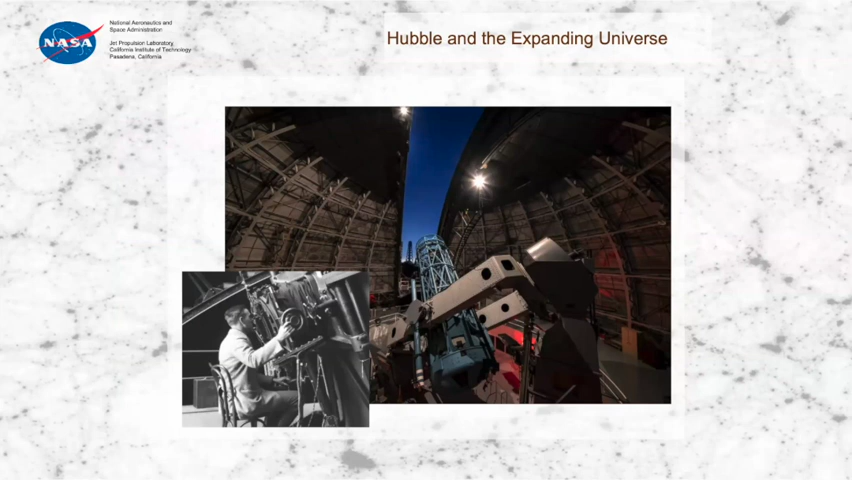 NASA
National Aeronautics and
Space Administration
Jet Propulsion Laboratory,
California Institute of Technology
Pasadena, California
Hubble and the Expanding Universe